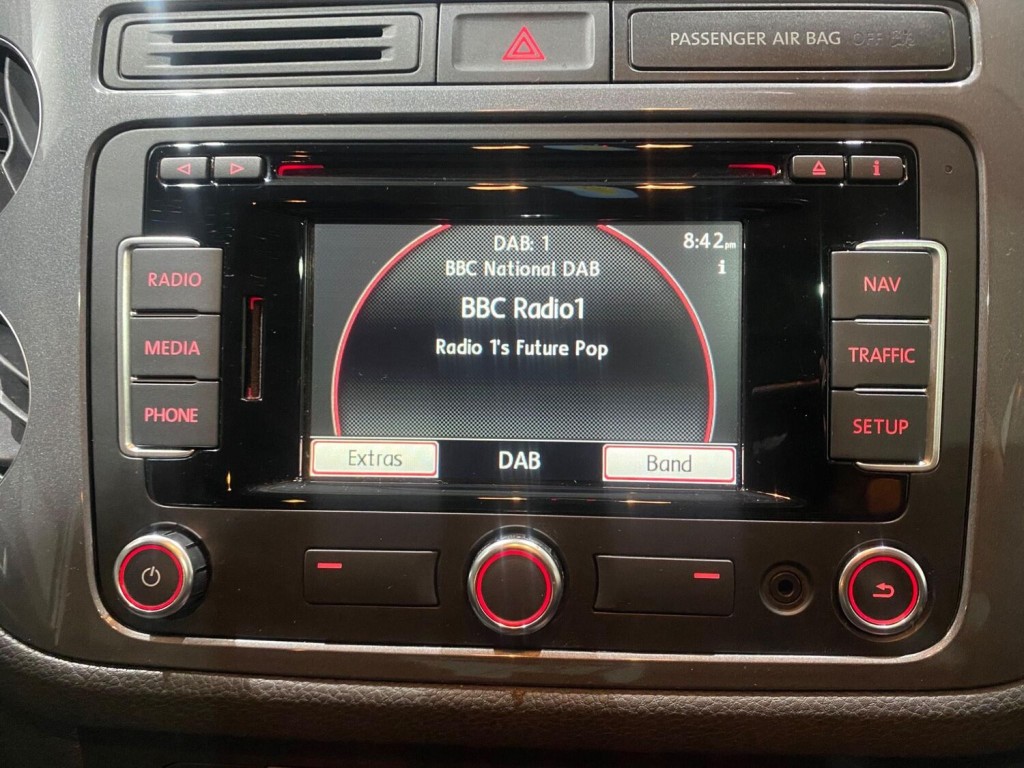 PASSENGER AIR BAG OFF
DAB: 1
8:42pm
BBC National DAB
i
BBC Radio1
Radio 1's Future Pop
Extras
DAB
Band
RADIO
MEDIA
PHONE
i
NAV
TRAFFIC
SETUP